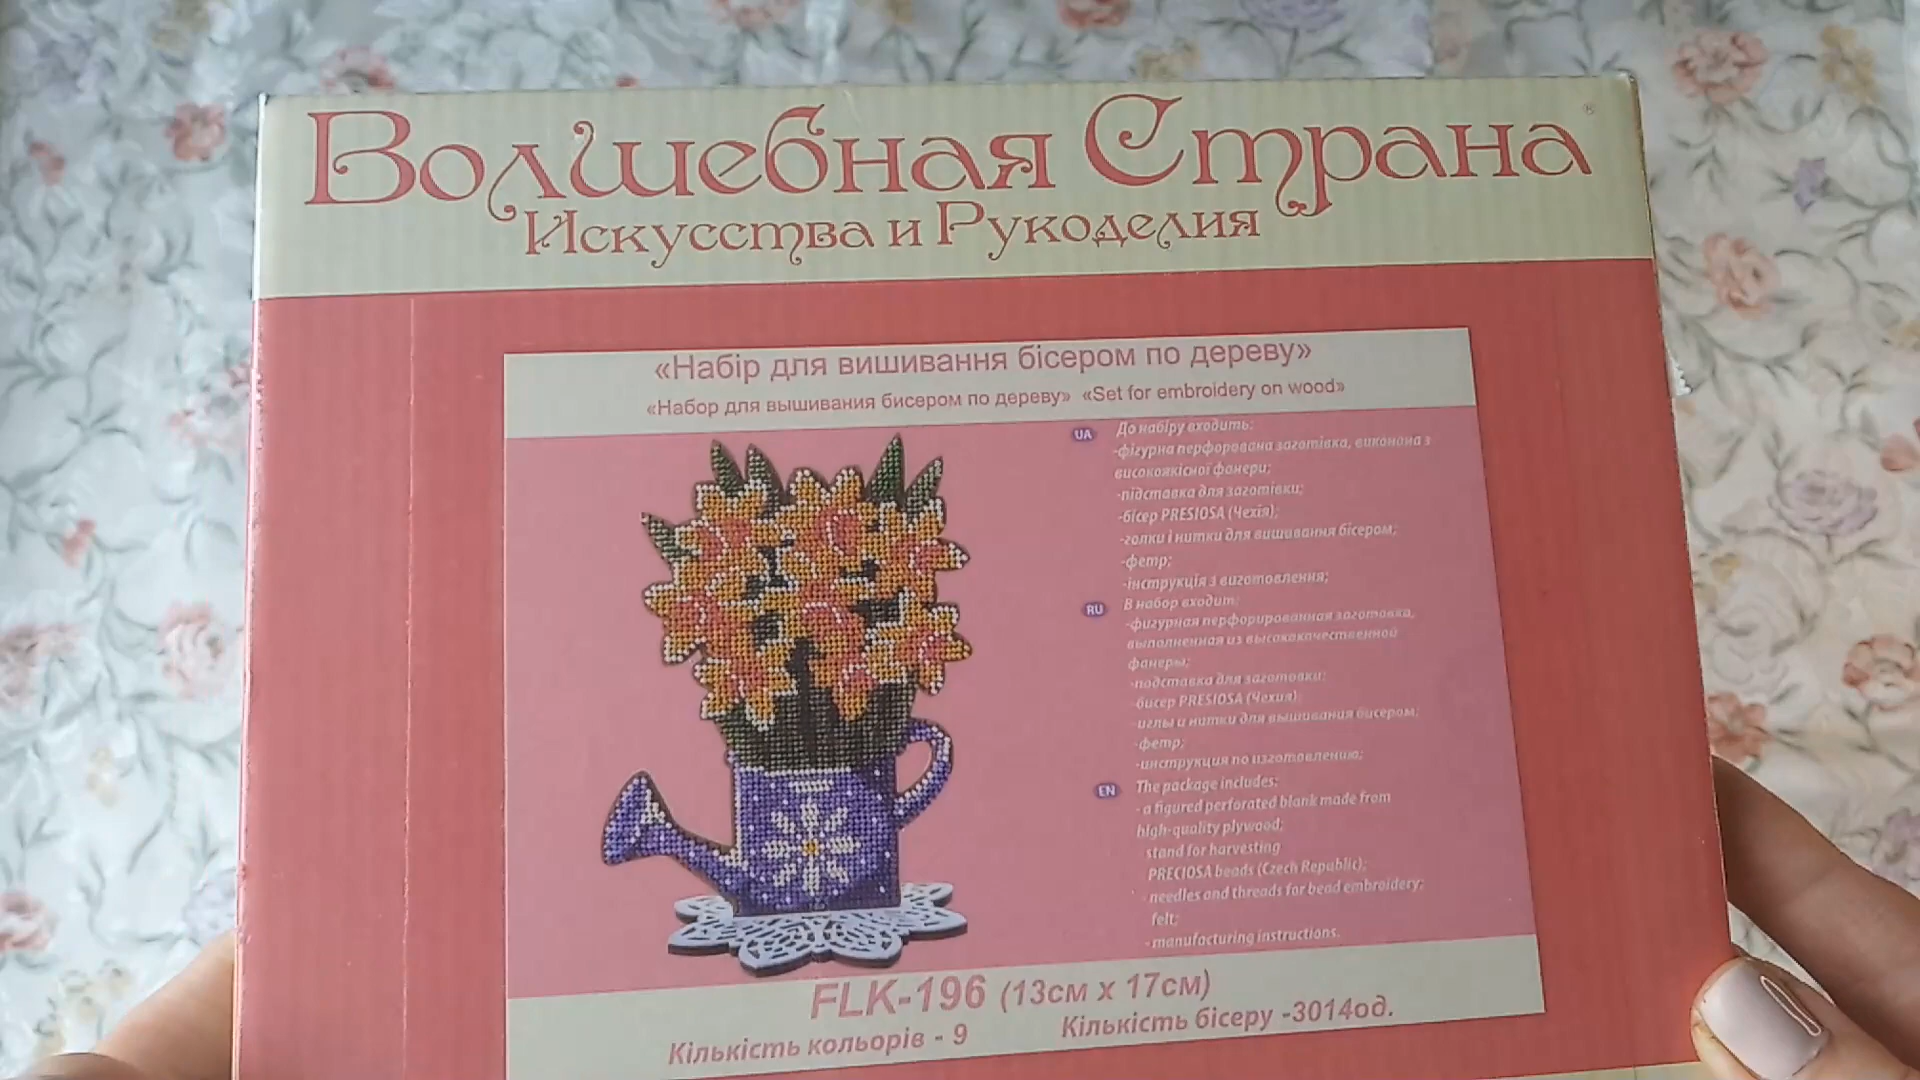 Волшебная Страна ®
Искусства и Рукоделия
«Набір для вишивання бісером по дереву»
«Набор для вышивания бисером по дереву» «Set for embroidery on wood»
UA До набіру входить:
-фігурна перфорована заготівка, виконона з
високоякісної фанери;
-підставка для заготівки;
-бісер PRESIOSA (Чехія);
-голки і нитки для вишивання бісером;
-фетр;
-інструкція з виготовлення;
RU В набор входит:
-фигурная перфорированная заготовка,
выполненная из высококачественной
фанеры;
-подставка для заготовки;
-бисер PRESIOSA (Чехия);
-иглы и нитки для вышивания бисером;
-фетр;
-инструкция по изготовлению;
EN The package includes:
- a figured perforated blank made from
high-quality plywood;
stand for harvesting
PRECIOSA beads (Czech Republic);
- needles and threads for bead embroidery;
felt;
- manufacturing instructions.
FLK-196 (13см x 17см)
Кількість кольорів - 9 Кількість бісеру -3014од.